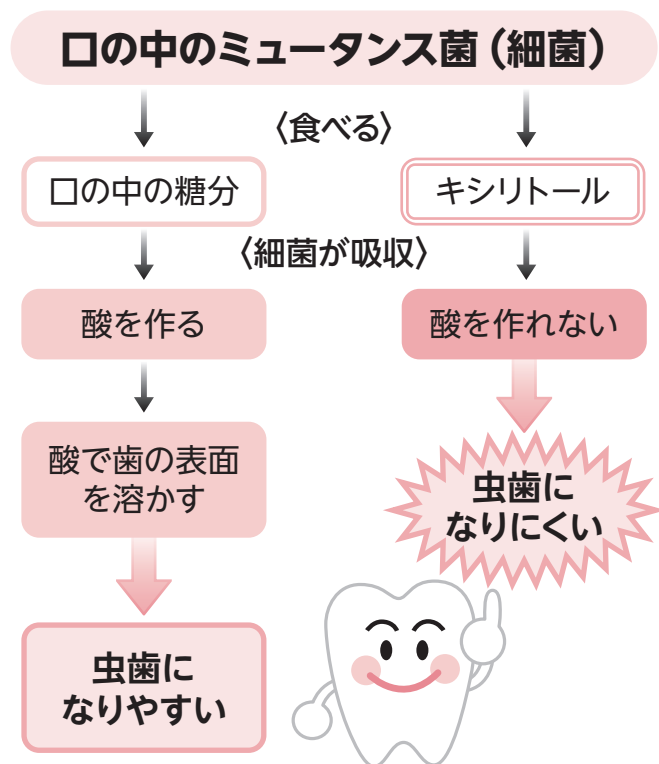 口の中のミュータンス菌(細菌)
〈食べる〉
口の中の糖分
キシリトール
〈細菌が吸収〉
酸を作る
酸を作れない
酸で歯の表面
を溶かす
虫歯に
なりにくい
虫歯に
なりやすい